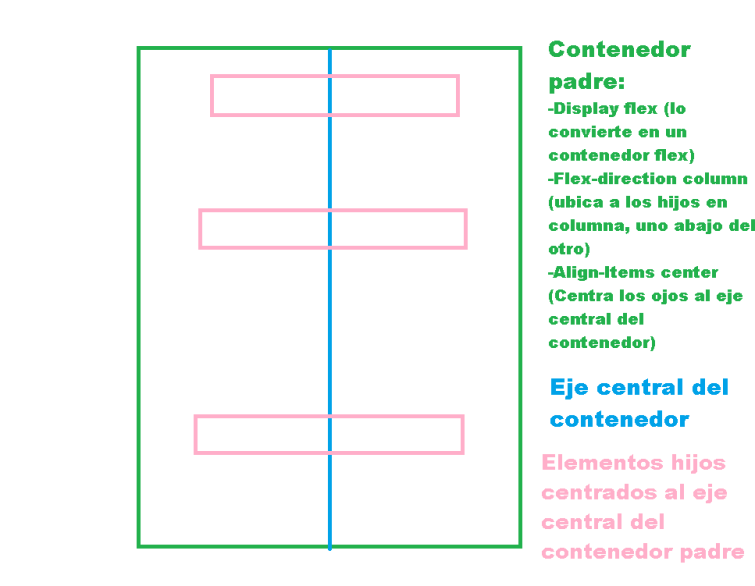 Contenedor
padre:
-Display flex (lo
convierte en un
contenedor flex)
-Flex-direction column
(ubica a los hijos en
columna, uno abajo del
otro)
-Align-Items center
(Centra los ojos al eje
central del
contenedor)
Eje central del
contenedor
Elementos hijos
centrados al eje
central del
contenedor padre